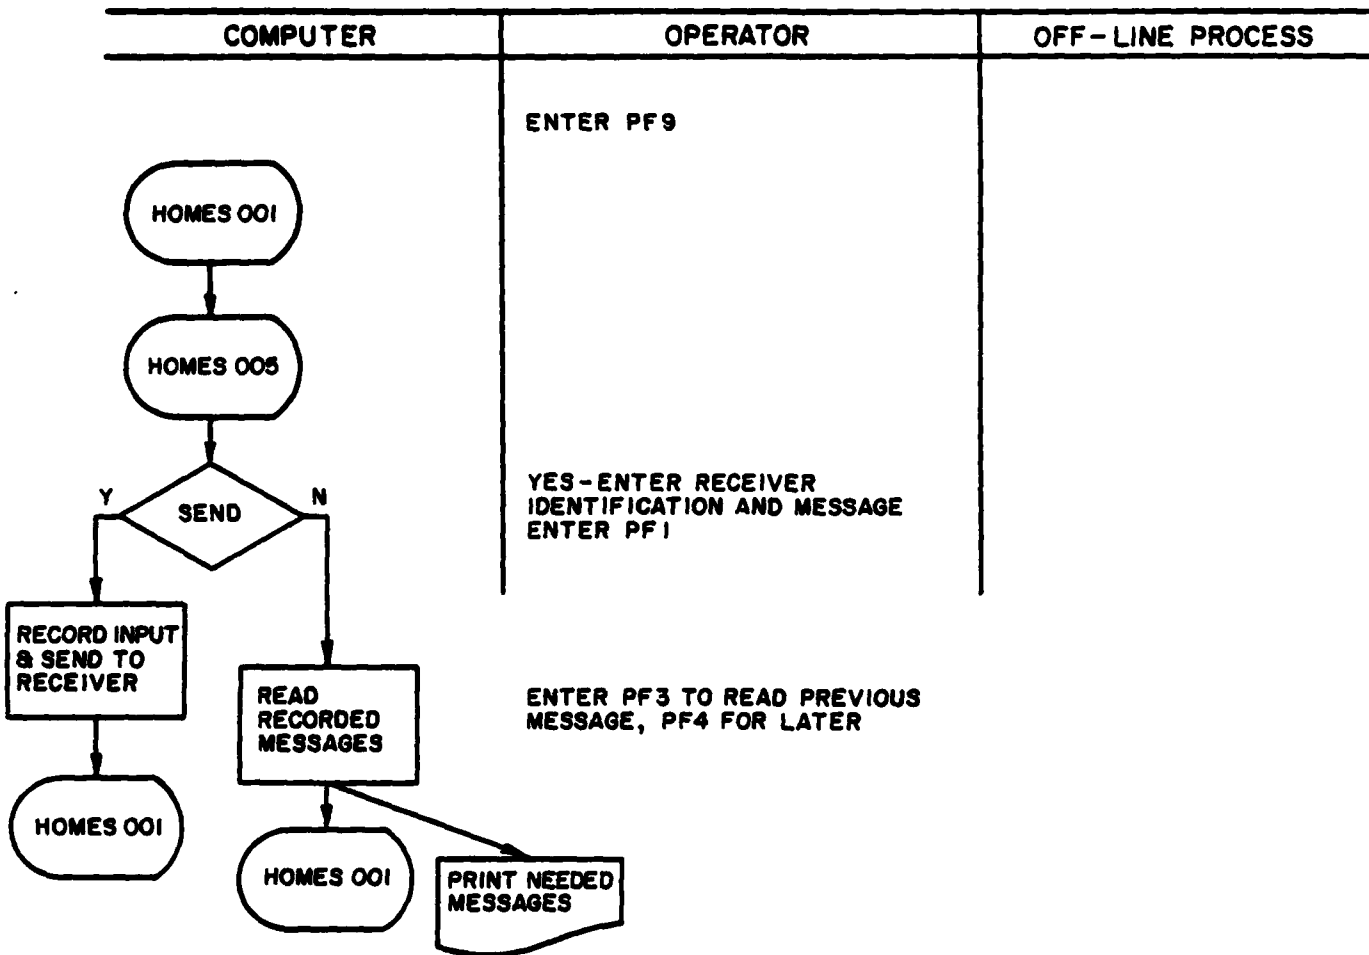 COMPUTER
OPERATOR
OFF-LINE PROCESS
ENTER PF9
HOMES 001
HOMES 005
SEND
Y
N
YES-ENTER RECEIVER
IDENTIFICATION AND MESSAGE
ENTER PF1
RECORD INPUT
& SEND TO
RECEIVER
READ
RECORDED
MESSAGES
ENTER PF3 TO READ PREVIOUS
MESSAGE, PF4 FOR LATER
HOMES 001
HOMES 001
PRINT NEEDED
MESSAGES